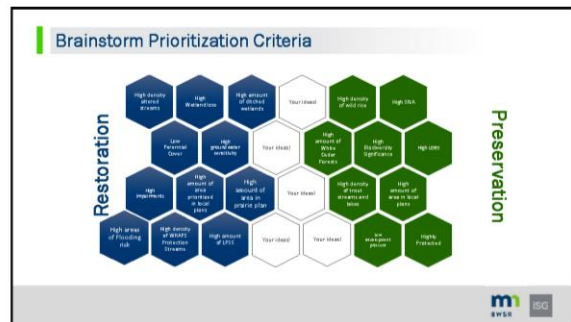 Brainstorm Prioritization Criteria
Restoration
Preservation
High density
altered
streams
High
Wetland loss
High amount
of ditched
wetlands
Your ideas!
High density
of wild rice
High DNA
Low
Perennial
Cover
High
groundwater
sensitivity
Your ideas!
High
amount of
White
Cedar
Forests
High
Biodiversity
Significance
High
High
impairments
High
amount of
area
prioritized
in local
plans
High
amount of
area in
prairie plan
Your ideas!
High density
of trout
streams and
lakes
High
amount of
area in local
plans
High areas
of Flooding
risk
High density
of WRAPS
Protection
Streams
High amount
of
Your ideas!
Your ideas!
Low
development
pressure
Highly
Protected
BWSR
ISG